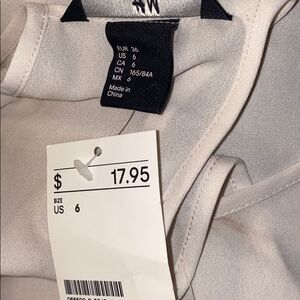 EUR 36
US 6
CA 6
CN 165/84A
MX 6
Made in
China
$ 17.95
SIZE
US 6